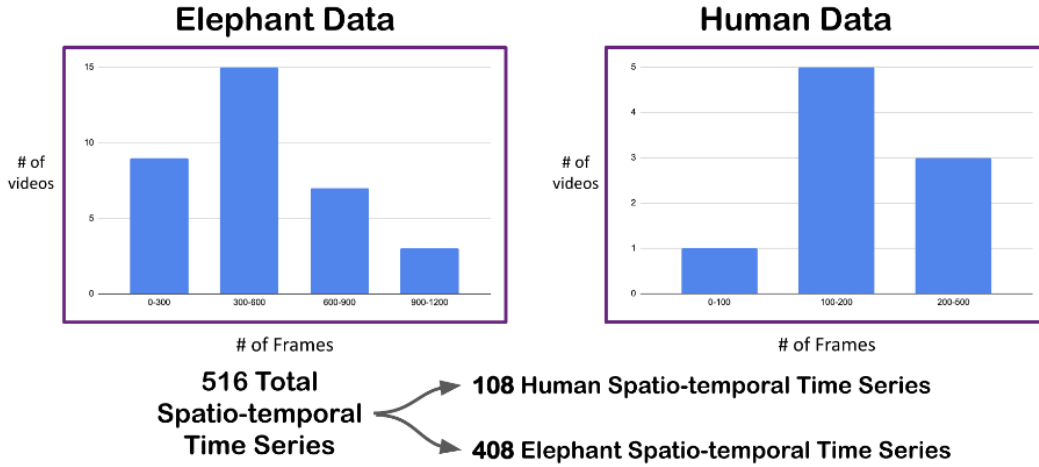 Elephant Data
Human Data
# of
videos
15
10
5
0
0-300
300-600
600-900
900-1200
# of Frames
# of
videos
5
4
3
2
1
0
0-100
100-200
200-500
# of Frames
516 Total
Spatio-temporal
Time Series
108 Human Spatio-temporal Time Series
408 Elephant Spatio-temporal Time Series